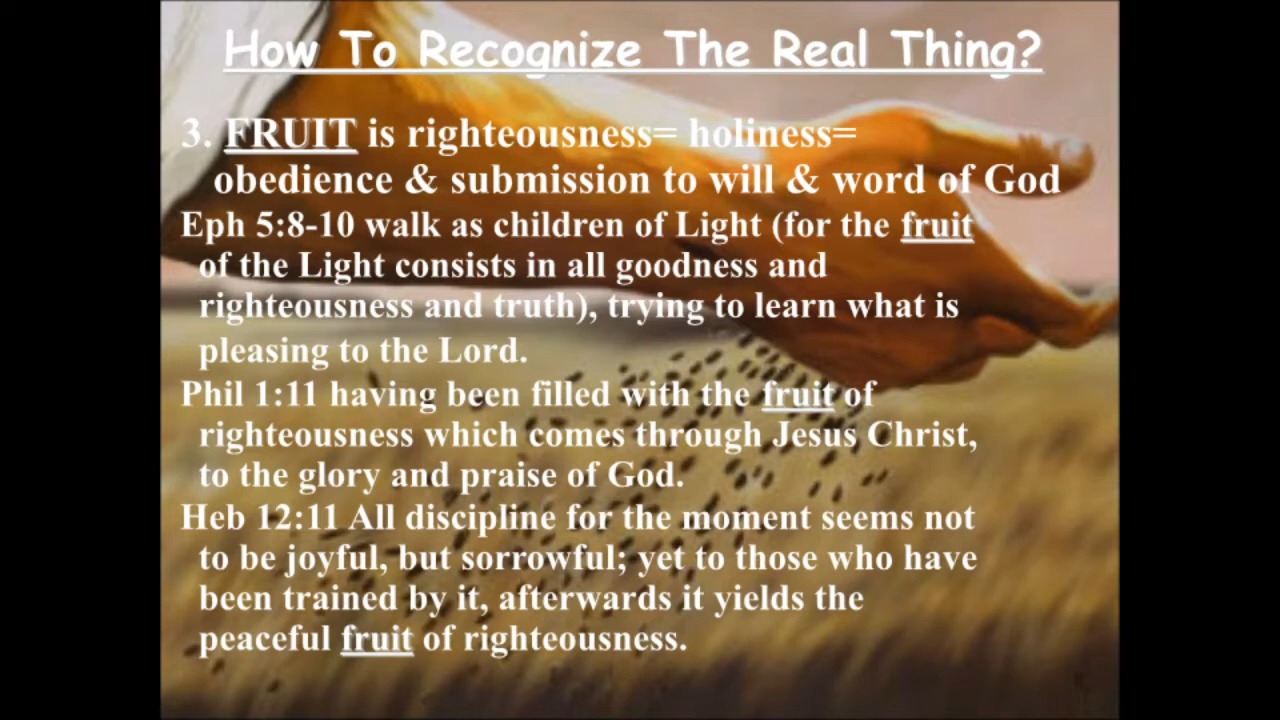 How To Recognize The Real Thing?
3. FRUIT is righteousness= holiness=
obedience & submission to will & word of God
Eph 5:8-10 walk as children of Light (for the fruit
of the Light consists in all goodness and
righteousness and truth), trying to learn what is
pleasing to the Lord.
Phil 1:11 having been filled with the fruit of
righteousness which comes through Jesus Christ,
to the glory and praise of God.
Heb 12:11 All discipline for the moment seems not
to be joyful, but sorrowful; yet to those who have
been trained by it, afterwards it yields the
peaceful fruit of righteousness.